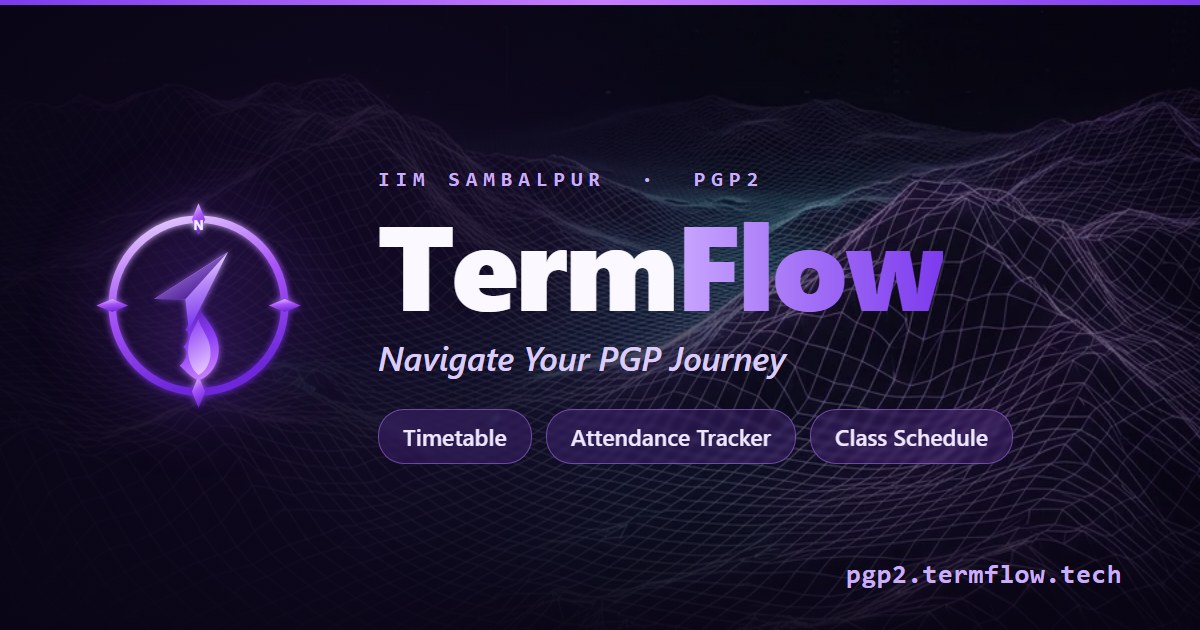 IIM SAMBALPUR · PGP2
N
TermFlow
Navigate Your PGP Journey
Timetable
Attendance Tracker
Class Schedule
pgp2.termflow.tech